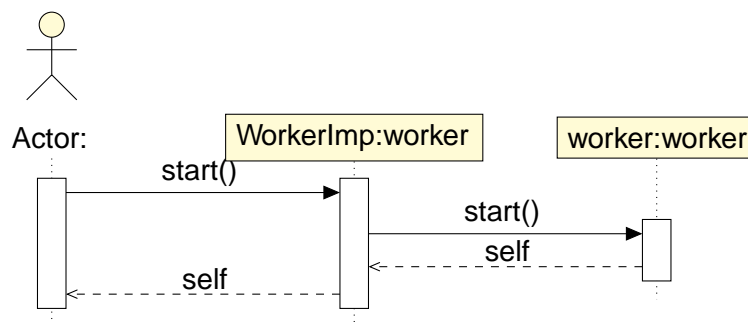 Actor:
WorkerImp:worker
worker:worker
start()
start()
self
self